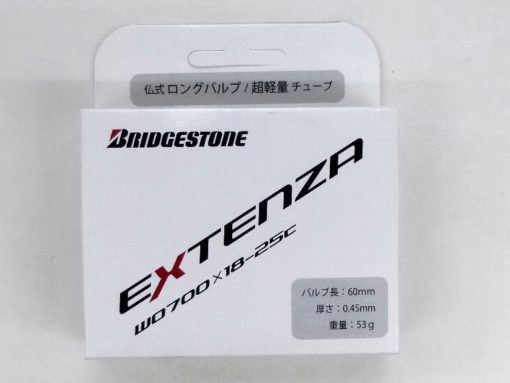 仏式 ロングバルブ / 超軽量 チューブ
BRIDGESTONE
EXTENZA
WO700×18-25C
バルブ長：60mm
厚さ：0.45mm
重量：53g